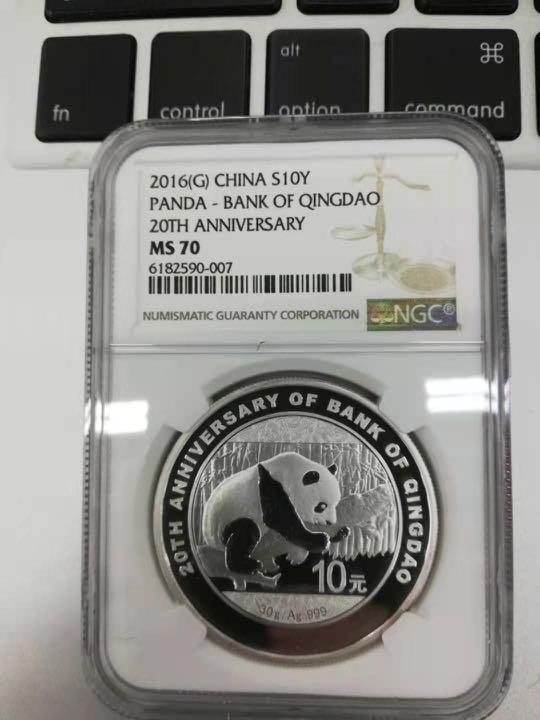 alt
⌘
fn
control
option
command
2016(G) CHINA S10Y
PANDA - BANK OF QINGDAO
20TH ANNIVERSARY
MS 70
6182590-007
NUMISMATIC GUARANTY CORPORATION
NGC®
20TH ANNIVERSARY OF BANK OF QINGDAO
10元
30g Ag .999